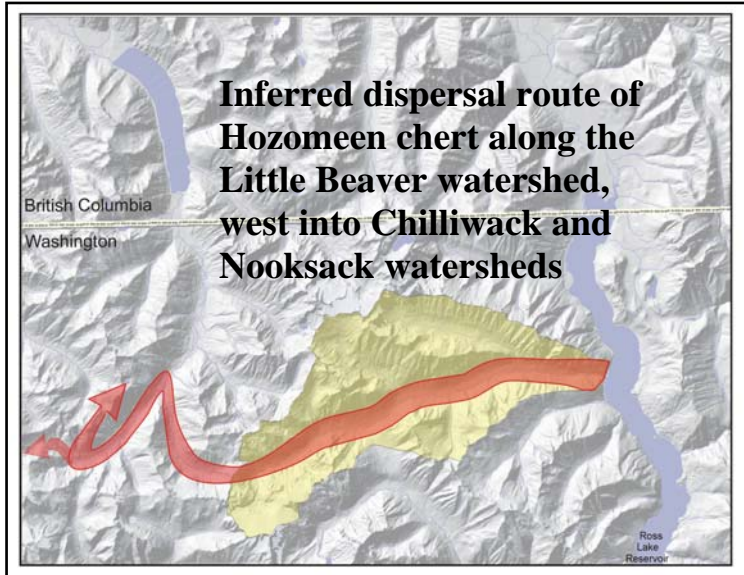 Inferred dispersal route of
Hozomeen chert along the
Little Beaver watershed,
west into Chilliwack and
Nooksack watersheds
British Columbia
Washington
Ross
Lake
Reservoir